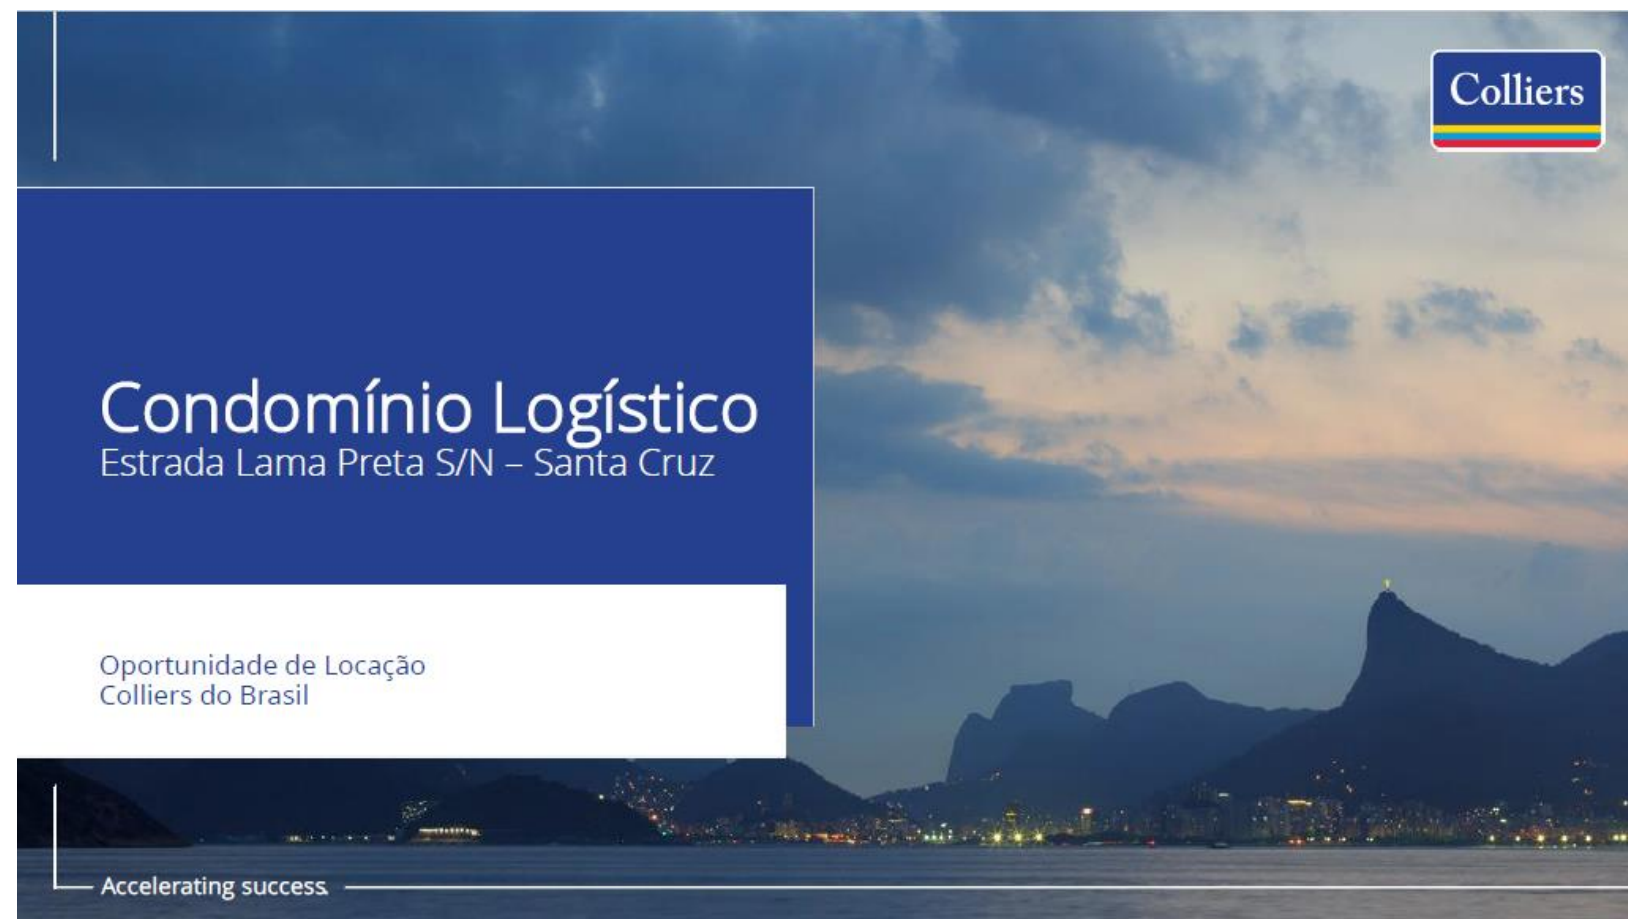 Colliers
Condomínio Logístico
Estrada Lama Preta S/N – Santa Cruz
Oportunidade de Locação
Colliers do Brasil
Accelerating success.